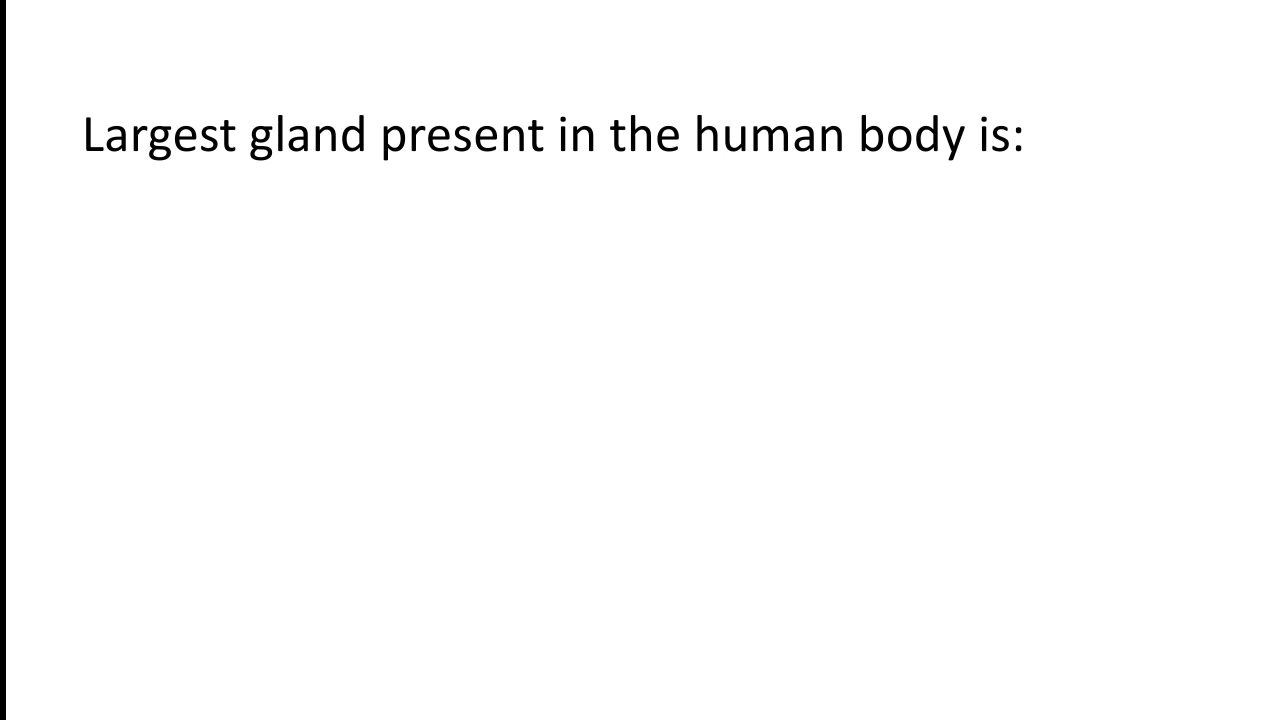 Largest gland present in the human body is: